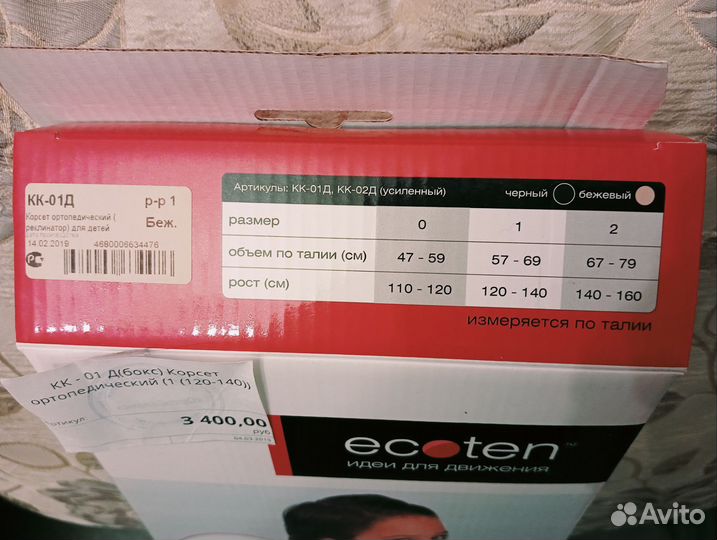 КК-01Д р-р 1
Корсет ортопедический (
реклинатор) для детей Беж.
14.02.2019 4680006634476
Артикулы: КК-01Д, КК-02Д (усиленный) черный бежевый
размер 0 1 2
объем по талии (см) 47 - 59 57 - 69 67 - 79
рост (см) 110 - 120 120 - 140 140 - 160
измеряется по талии
КК - 01 Д(бокс) Корсет
ортопедический (1 (120-140))
3 400,00
руб
04.03.2019
ecoten
идеи для движения
Avito